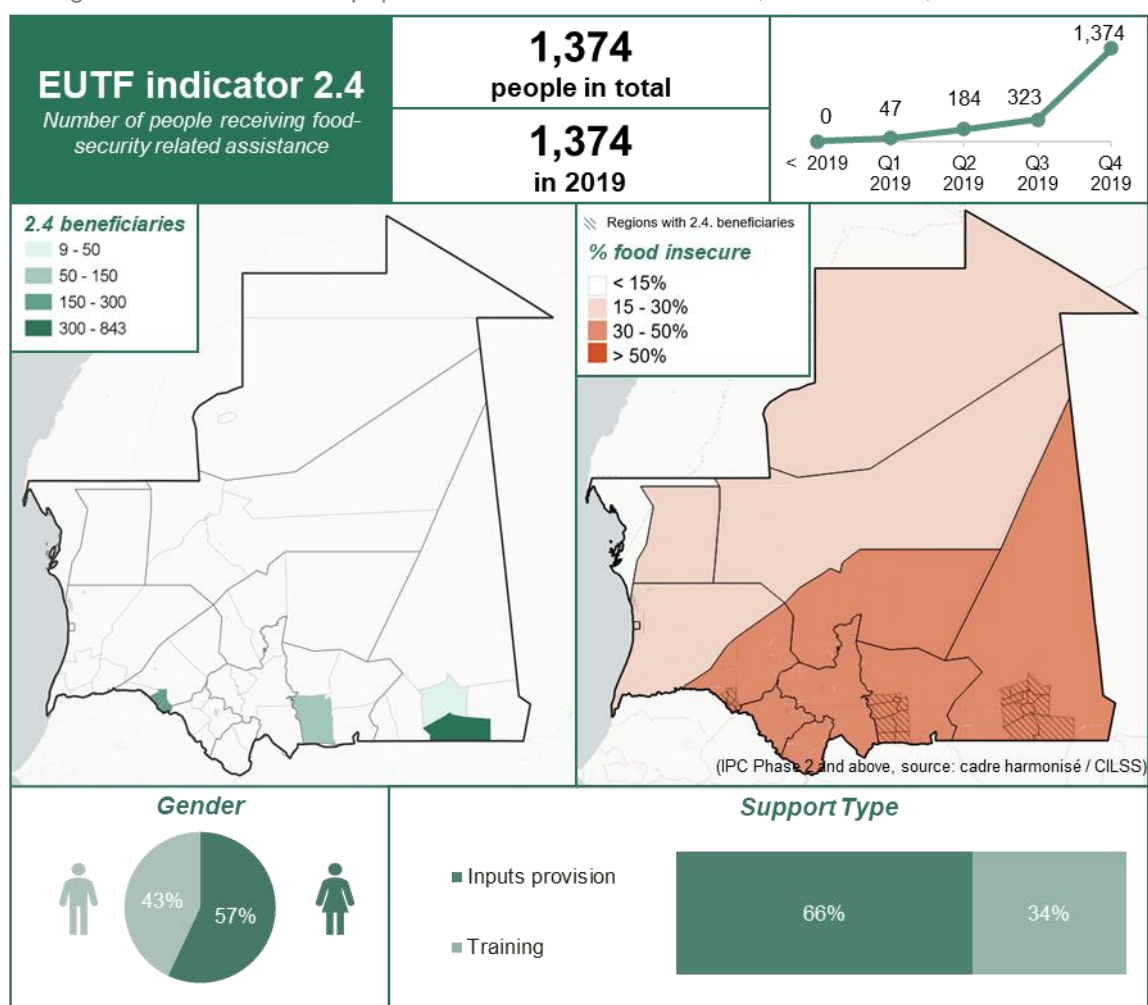 EUTF indicator 2.4
Number of people receiving food-
security related assistance
1,374
people in total
1,374
in 2019
0
47
184
323
1,374
< 2019
Q1
2019
Q2
2019
Q3
2019
Q4
2019
2.4 beneficiaries
9 - 50
50 - 150
150 - 300
300 - 843
Regions with 2.4. beneficiaries
% food insecure
< 15%
15 - 30%
30 - 50%
> 50%
(IPC Phase 2 and above, source: cadre harmonisé / CILSS)
Gender
43%
57%
Support Type
Inputs provision
Training
66%
34%